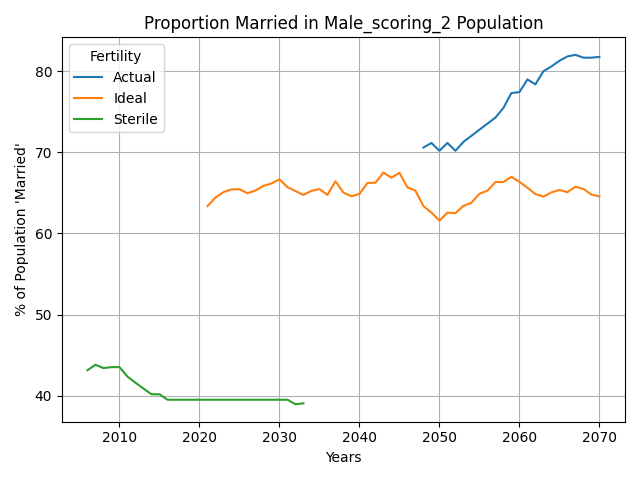 Proportion Married in Male_scoring_2 Population
Fertility
Actual
Ideal
Sterile
% of Population 'Married'
80
70
60
50
40
2010 2020 2030 2040 2050 2060 2070
Years